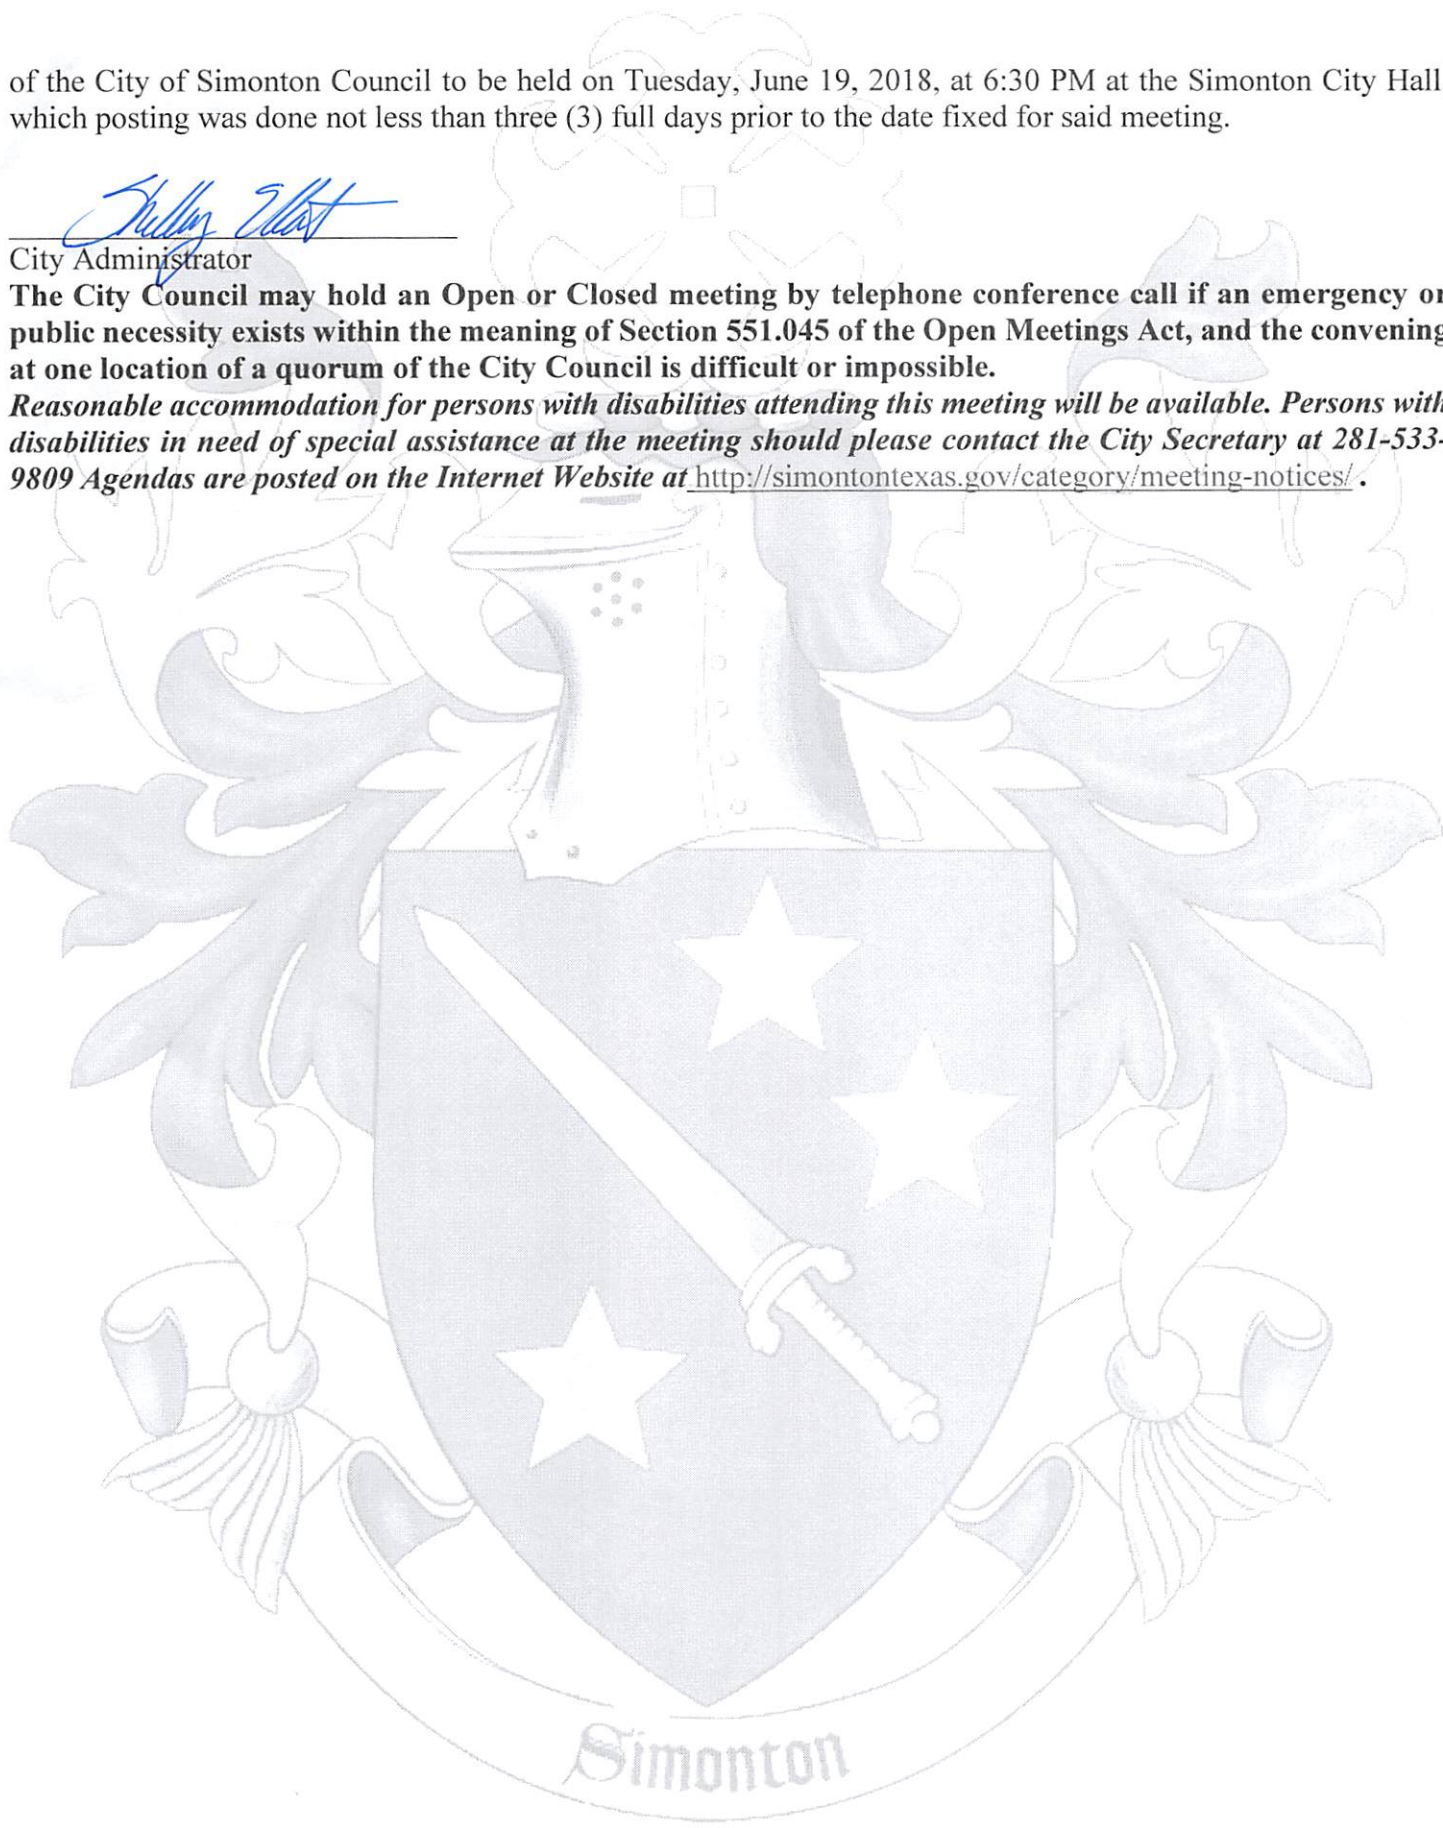 of the City of Simonton Council to be held on Tuesday, June 19, 2018, at 6:30 PM at the Simonton City Hall
which posting was done not less than three (3) full days prior to the date fixed for said meeting.
Shelley Elliott
City Administrator
The City Council may hold an Open or Closed meeting by telephone conference call if an emergency or
public necessity exists within the meaning of Section 551.045 of the Open Meetings Act, and the convening
at one location of a quorum of the City Council is difficult or impossible.
Reasonable accommodation for persons with disabilities attending this meeting will be available. Persons with
disabilities in need of special assistance at the meeting should please contact the City Secretary at 281-533-
9809 Agendas are posted on the Internet Website at http://simontontexas.gov/category/meeting-notices/ .
Simonton